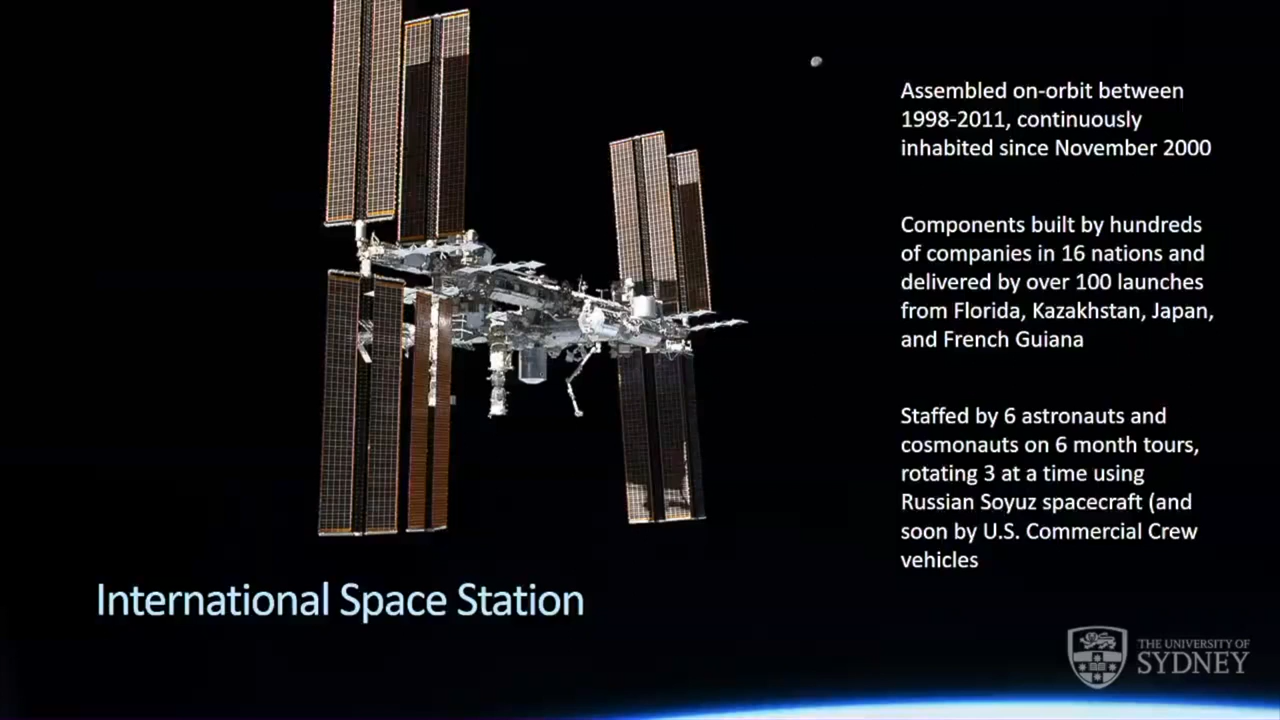 Assembled on-orbit between
1998-2011, continuously
inhabited since November 2000
Components built by hundreds
of companies in 16 nations and
delivered by over 100 launches
from Florida, Kazakhstan, Japan,
and French Guiana
Staffed by 6 astronauts and
cosmonauts on 6 month tours,
rotating 3 at a time using
Russian Soyuz spacecraft (and
soon by U.S. Commercial Crew
vehicles
International Space Station
THE UNIVERSITY OF
SYDNEY